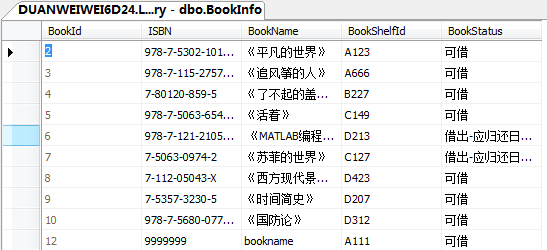 DUANWEIWEI6D24.L...ry - dbo.BookInfo
BookId ISBN BookName BookShelfId BookStatus
2 978-7-5302-101... 《平凡的世界》 A123 可借
3 978-7-115-2757... 《追风筝的人》 A666 可借
4 7-80120-859-5 《了不起的盖... B227 可借
5 978-7-5063-654... 《活着》 C149 可借
6 978-7-121-2105... 《MATLAB编程... D213 借出-应归还日...
7 7-5063-0974-2 《苏菲的世界》 C127 借出-应归还日...
8 7-112-05043-X 《西方现代景... D423 可借
9 7-5357-3230-5 《时间简史》 D207 可借
10 978-7-5680-077... 《国防论》 D312 可借
12 9999999 bookname A111 可借